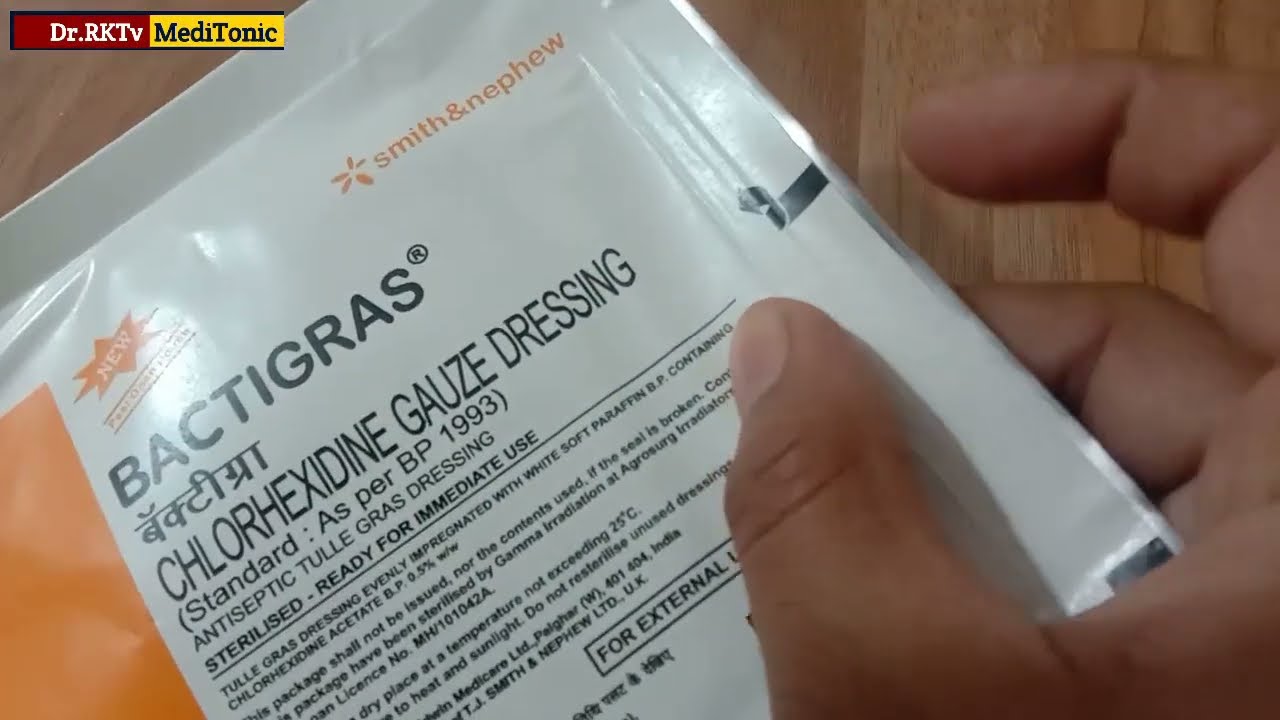 Dr.RKTv MediTonic
smith&nephew
NEW
Peel Open Pouch
BACTIGRAS®
बॅक्टीग्रा
CHLORHEXIDINE GAUZE DRESSING
(Standard : As per BP 1993)
ANTISEPTIC TULLE GRAS DRESSING
STERILISED - READY FOR IMMEDIATE USE
TULLE GRAS DRESSING EVENLY IMPREGNATED WITH WHITE SOFT PARAFFIN B.P. CONTAINING
CHLORHEXIDINE ACETATE B.P. 0.5% w/w
This package shall not be issued, nor the contents used, if the seal is broken.
package have been sterilised by Gamma Irradiation at Agrosurg
Licence No. MH/101042A.
dry place at a temperature not exceeding 25°C.
to heat and sunlight. Do not resterilise unused dressings
Medicare Ltd., Palghar (W), 401 404, India
T.J. SMITH & NEPHEW LTD., U.K.
FOR EXTERNAL
के लिए